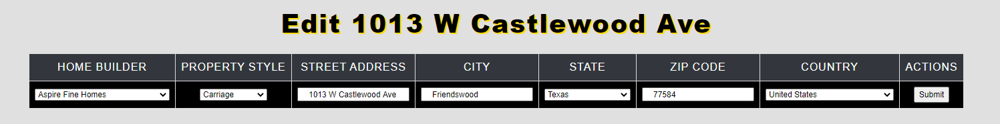 Edit 1013 W Castlewood Ave
HOME BUILDER PROPERTY STYLE STREET ADDRESS CITY STATE ZIP CODE COUNTRY ACTIONS
Aspire Fine Homes Carriage 1013 W Castlewood Ave Friendswood Texas 77584 United States Submit